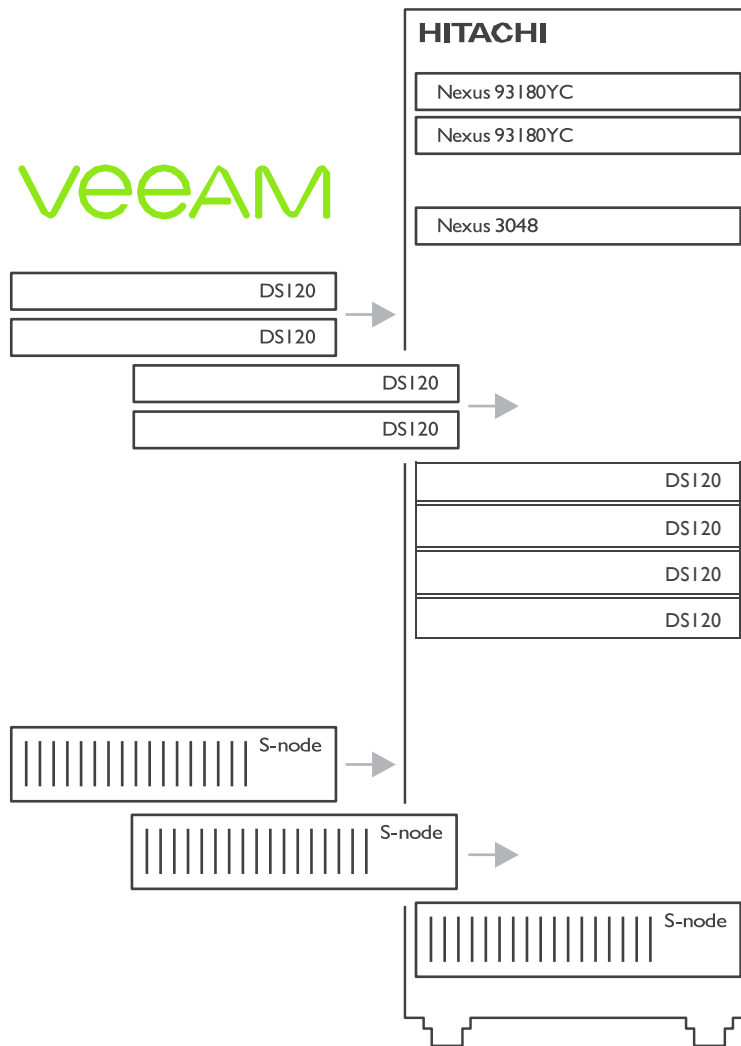 HITACHI
Nexus 93180YC
Nexus 93180YC
veeAM
Nexus 3048
DS120
DS120
DS120
DS120
DS120
DS120
DS120
DS120
S-node
S-node
S-node